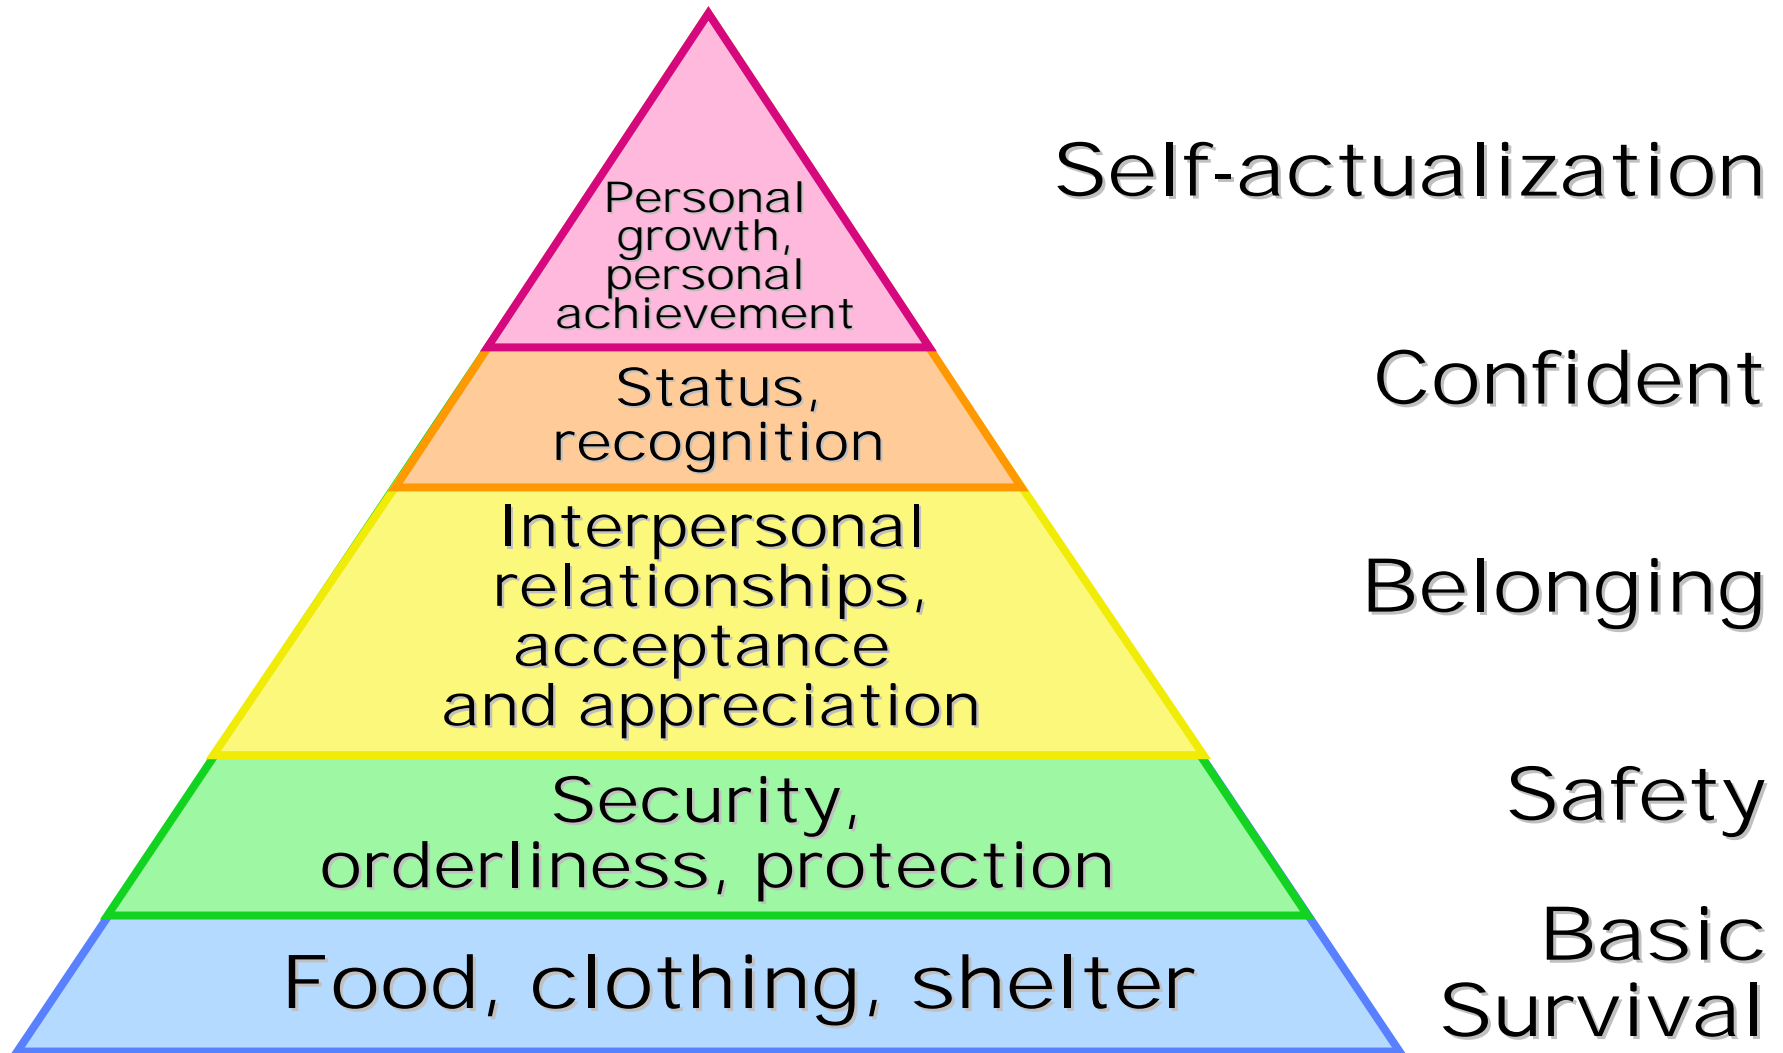 Personal
growth,
personal
achievement
Self-actualization
Status,
recognition
Confident
Interpersonal
relationships,
acceptance
and appreciation
Belonging
Security,
orderliness, protection
Safety
Food, clothing, shelter
Basic
Survival